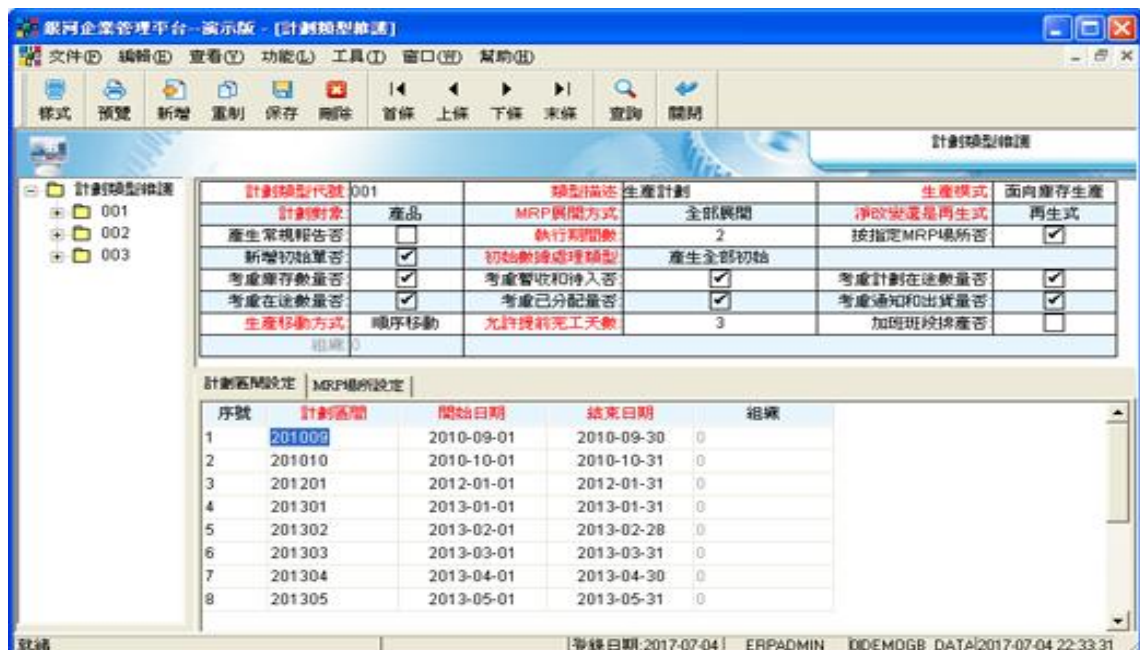 銀河企業管理平台--演示版 - [計劃類型維護]
文件(F) 編輯(E) 查看(Y) 功能(L) 工具(T) 窗口(W) 幫助(H)
樣式 預覽 新增 重制 保存 刪除 首條 上條 下條 末條 查詢 關閉
計劃類型維護
計劃類型維護
001
002
003
計劃類型代號 001 類型描述 生產計劃 生產模式 面向庫存生產
計劃對象 產品 MRP展開方式 全部展開 淨改變還是再生式 再生式
產生常規報告否 執行期間數 2 按指定MRP場所否
新增初始單否 初始數據處理類型 產生全部初始
考慮庫存數量否 考慮暫收和待入否 考慮計劃在途數量否
考慮在途數量否 考慮已分配量否 考慮通知和出貨量否
生產移動方式 順序移動 允許提前完工天數 3 加班班段排產否
組織 0
計劃區間設定 MRP場所設定
序號 計劃區間 開始日期 結束日期 組織
1 201009 2010-09-01 2010-09-30 0
2 201010 2010-10-01 2010-10-31 0
3 201201 2012-01-01 2012-01-31 0
4 201301 2013-01-01 2013-01-31 0
5 201302 2013-02-01 2013-02-28 0
6 201303 2013-03-01 2013-03-31 0
7 201304 2013-04-01 2013-04-30 0
8 201305 2013-05-01 2013-05-31 0
就緒 登錄日期:2017-07-04 ERPADMIN DEMOGB_DATA 2017-07-04 22:33:31